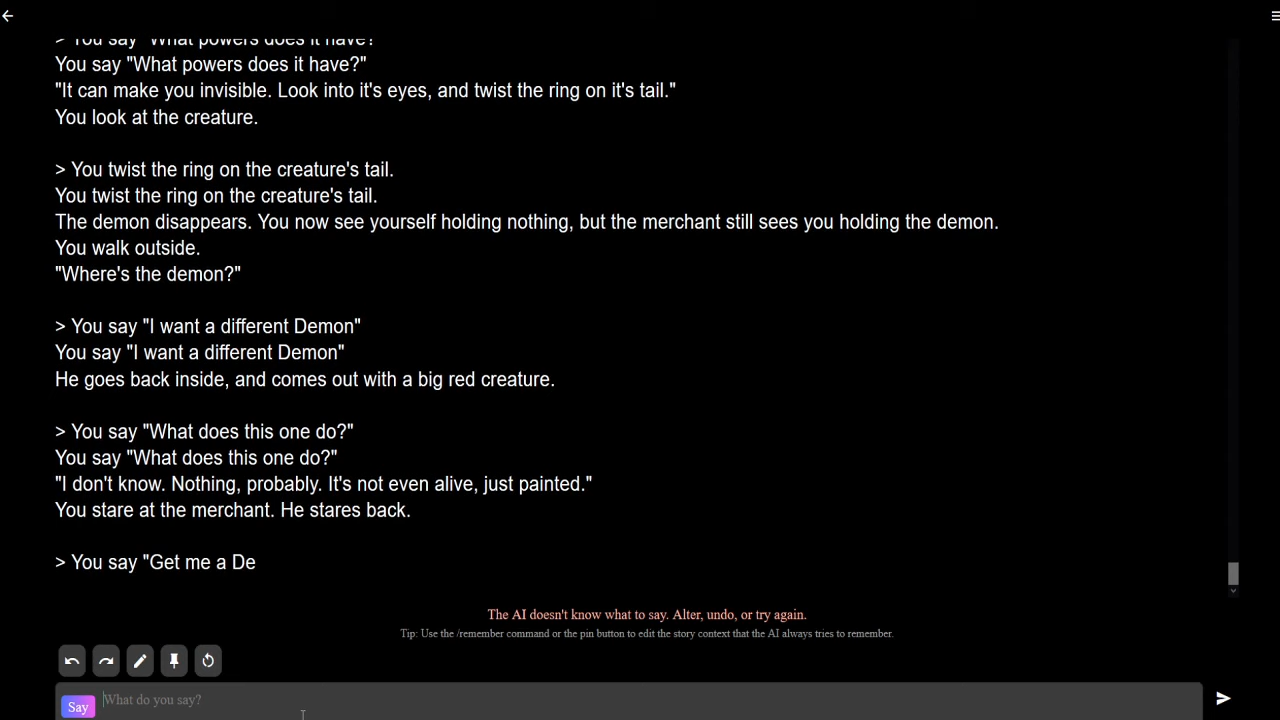 > You say "What powers does it have?
You say "What powers does it have?"
"It can make you invisible. Look into it's eyes, and twist the ring on it's tail."
You look at the creature.
> You twist the ring on the creature's tail.
You twist the ring on the creature's tail.
The demon disappears. You now see yourself holding nothing, but the merchant still sees you holding the demon.
You walk outside.
"Where's the demon?"
> You say "I want a different Demon"
You say "I want a different Demon"
He goes back inside, and comes out with a big red creature.
> You say "What does this one do?"
You say "What does this one do?"
"I don't know. Nothing, probably. It's not even alive, just painted."
You stare at the merchant. He stares back.
> You say "Get me a De
The AI doesn't know what to say. Alter, undo, or try again.
Tip: Use the /remember command or the pin button to edit the story context that the AI always tries to remember.
Say What do you say?